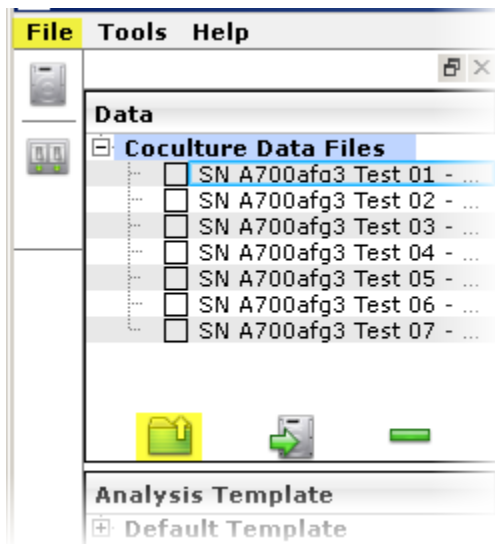 File Tools Help
Data
Coculture Data Files
SN A700afg3 Test 01 - ...
SN A700afg3 Test 02 - ...
SN A700afg3 Test 03 - ...
SN A700afg3 Test 04 - ...
SN A700afg3 Test 05 - ...
SN A700afg3 Test 06 - ...
SN A700afg3 Test 07 - ...
Analysis Template
Default Template